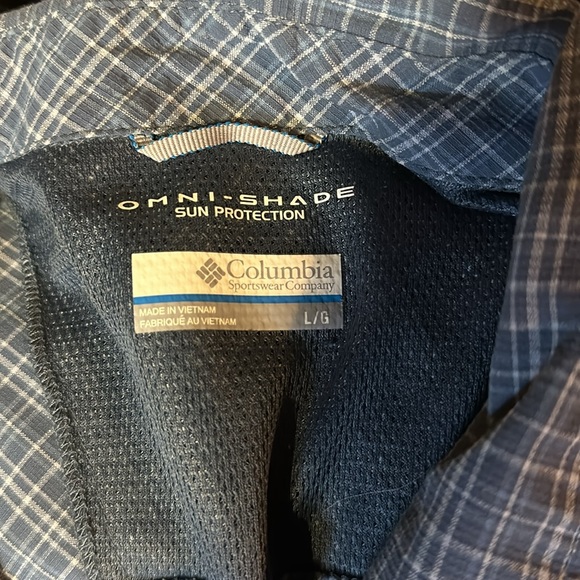 OMNI-SHADE
SUN PROTECTION
Columbia
Sportswear Company
MADE IN VIETNAM
FABRIQUÉ AU VIETNAM
L/G